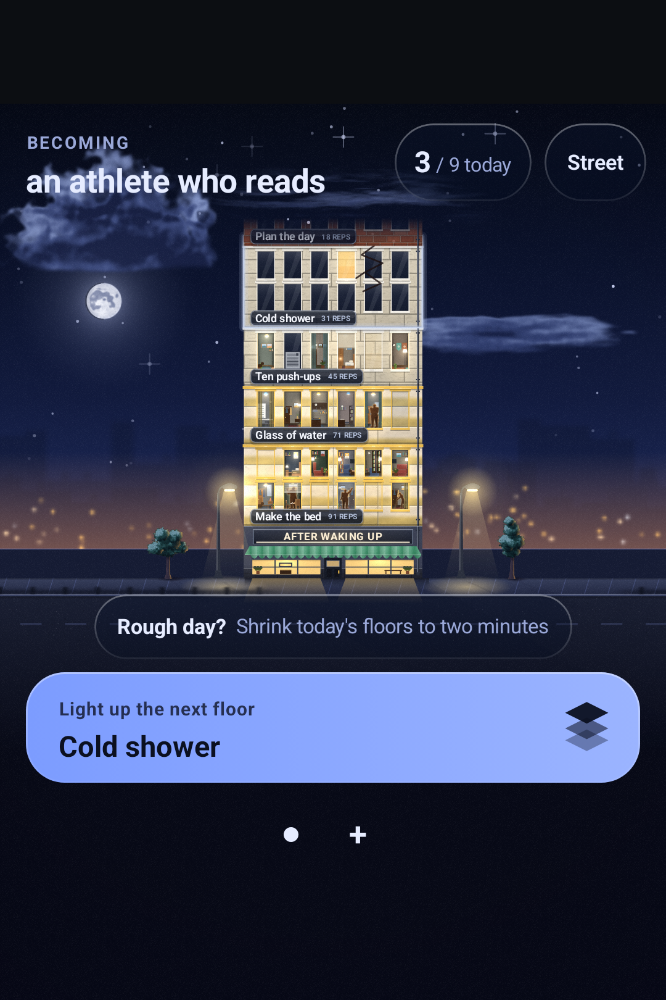 BECOMING
an athlete who reads
3 / 9 today
Street
Plan the day 18 REPS
Cold shower 31 REPS
Ten push-ups 45 REPS
Glass of water 71 REPS
Make the bed 91 REPS
AFTER WAKING UP
Rough day? Shrink today's floors to two minutes
Light up the next floor
Cold shower